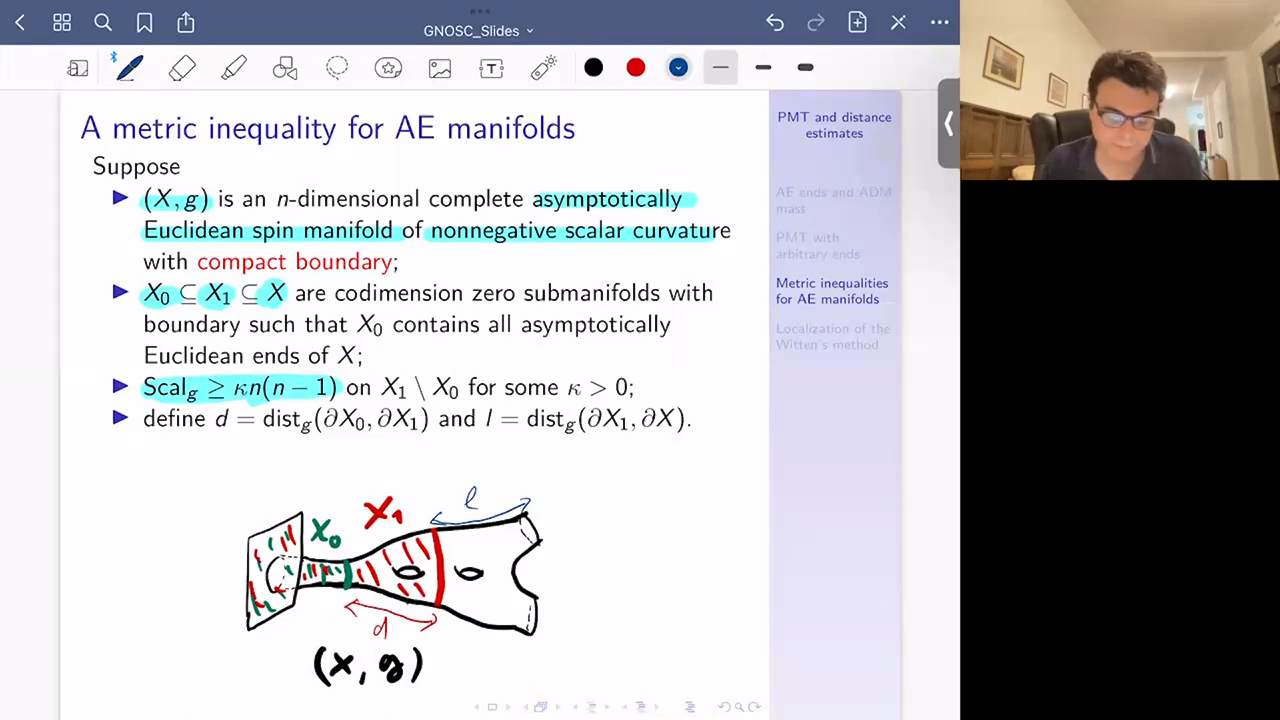 GNOSC_Slides
A metric inequality for AE manifolds
Suppose
(X, g) is an n-dimensional complete asymptotically
Euclidean spin manifold of nonnegative scalar curvature
with compact boundary;
X₀ ⊆ X₁ ⊆ X are codimension zero submanifolds with
boundary such that X₀ contains all asymptotically
Euclidean ends of X;
Scal_g ≥ κn(n − 1) on X₁ \ X₀ for some κ > 0;
define d = dist_g(∂X₀, ∂X₁) and l = dist_g(∂X₁, ∂X).
X₀
X₁
l
d
(X, g)
PMT and distance
estimates
AE ends and ADM
mass
PMT with
arbitrary ends
Metric inequalities
for AE manifolds
Localization of the
Witten's method